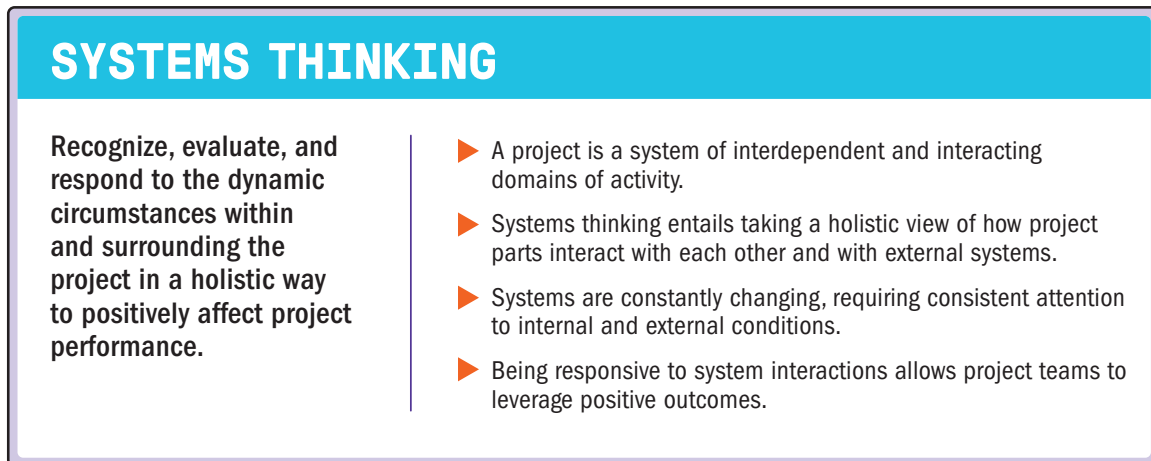 SYSTEMS THINKING
Recognize, evaluate, and
respond to the dynamic
circumstances within
and surrounding the
project in a holistic way
to positively affect project
performance.
A project is a system of interdependent and interacting
domains of activity.
Systems thinking entails taking a holistic view of how project
parts interact with each other and with external systems.
Systems are constantly changing, requiring consistent attention
to internal and external conditions.
Being responsive to system interactions allows project teams to
leverage positive outcomes.